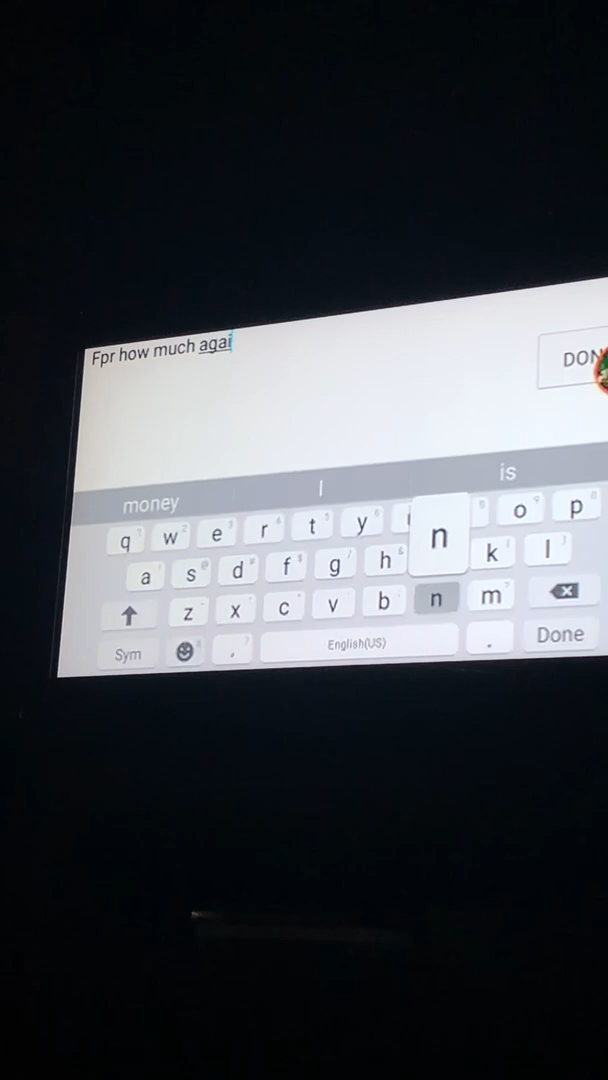 Fpr how much agai
DON
money I is
q w e r t y n o p
a s d f g h k l
z x c v b n m
Sym , English(US) . Done